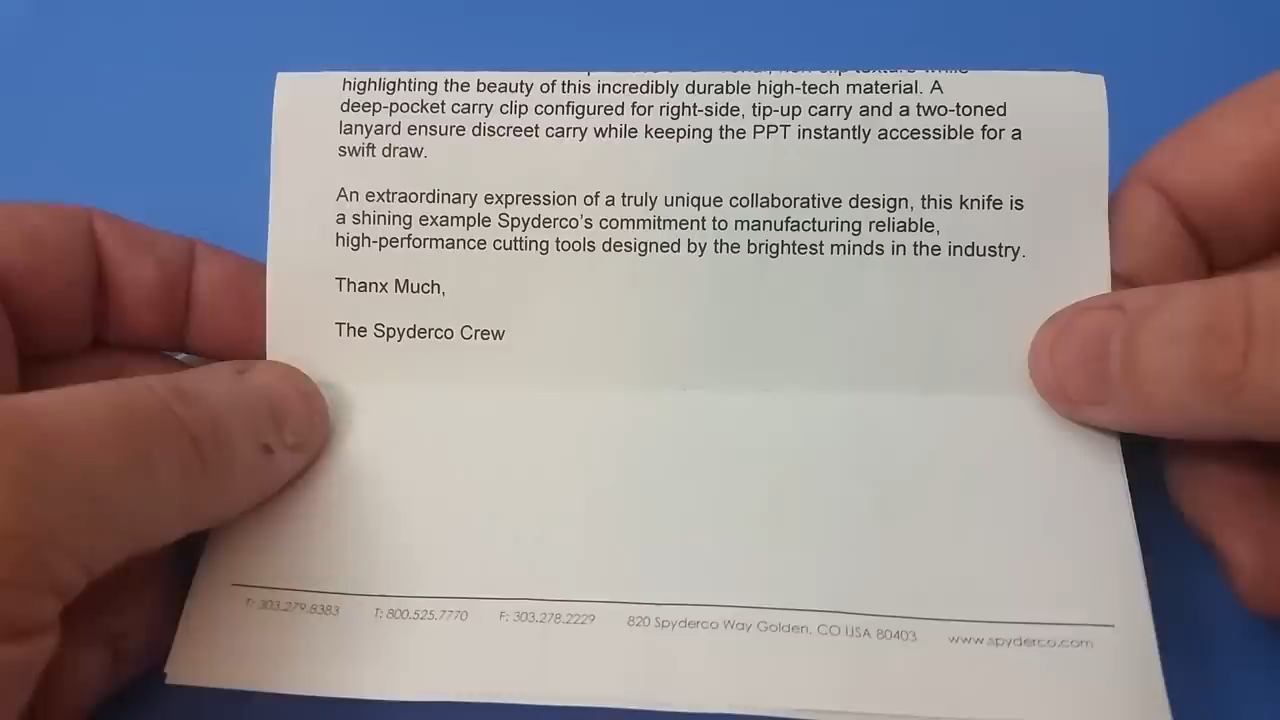 highlighting the beauty of this incredibly durable high-tech material. A
deep-pocket carry clip configured for right-side, tip-up carry and a two-toned
lanyard ensure discreet carry while keeping the PPT instantly accessible for a
swift draw.
An extraordinary expression of a truly unique collaborative design, this knife is
a shining example Spyderco's commitment to manufacturing reliable,
high-performance cutting tools designed by the brightest minds in the industry.
Thanx Much,
The Spyderco Crew
T: 303.279.8383 T: 800.525.7770 F: 303.278.2229 820 Spyderco Way Golden, CO USA 80403 www.spyderco.com